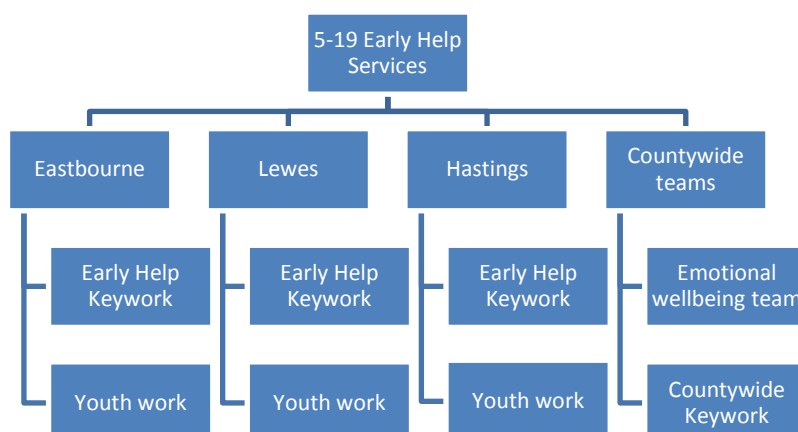 5-19 Early Help
Services
Eastbourne
Lewes
Hastings
Countywide
teams
Early Help
Keywork
Early Help
Keywork
Early Help
Keywork
Emotional
wellbeing team
Youth work
Youth work
Youth work
Countywide
Keywork